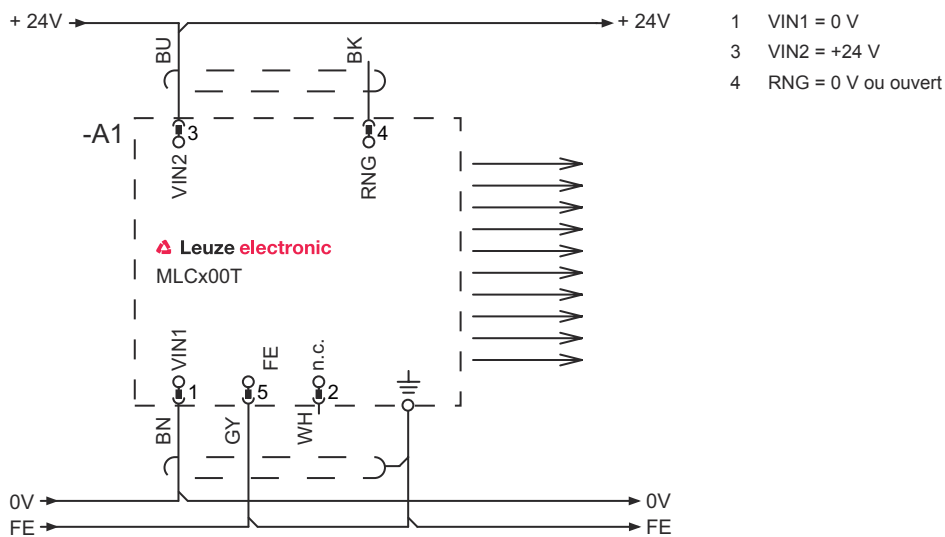 + 24V
+ 24V
1 VIN1 = 0 V
3 VIN2 = +24 V
4 RNG = 0 V ou ouvert
BU
BK
-A1
3
4
VIN2
RNG
Leuze electronic
MLCx00T
VIN1
FE
n.c.
1
5
2
BN
GY
WH
0V
0V
FE
FE